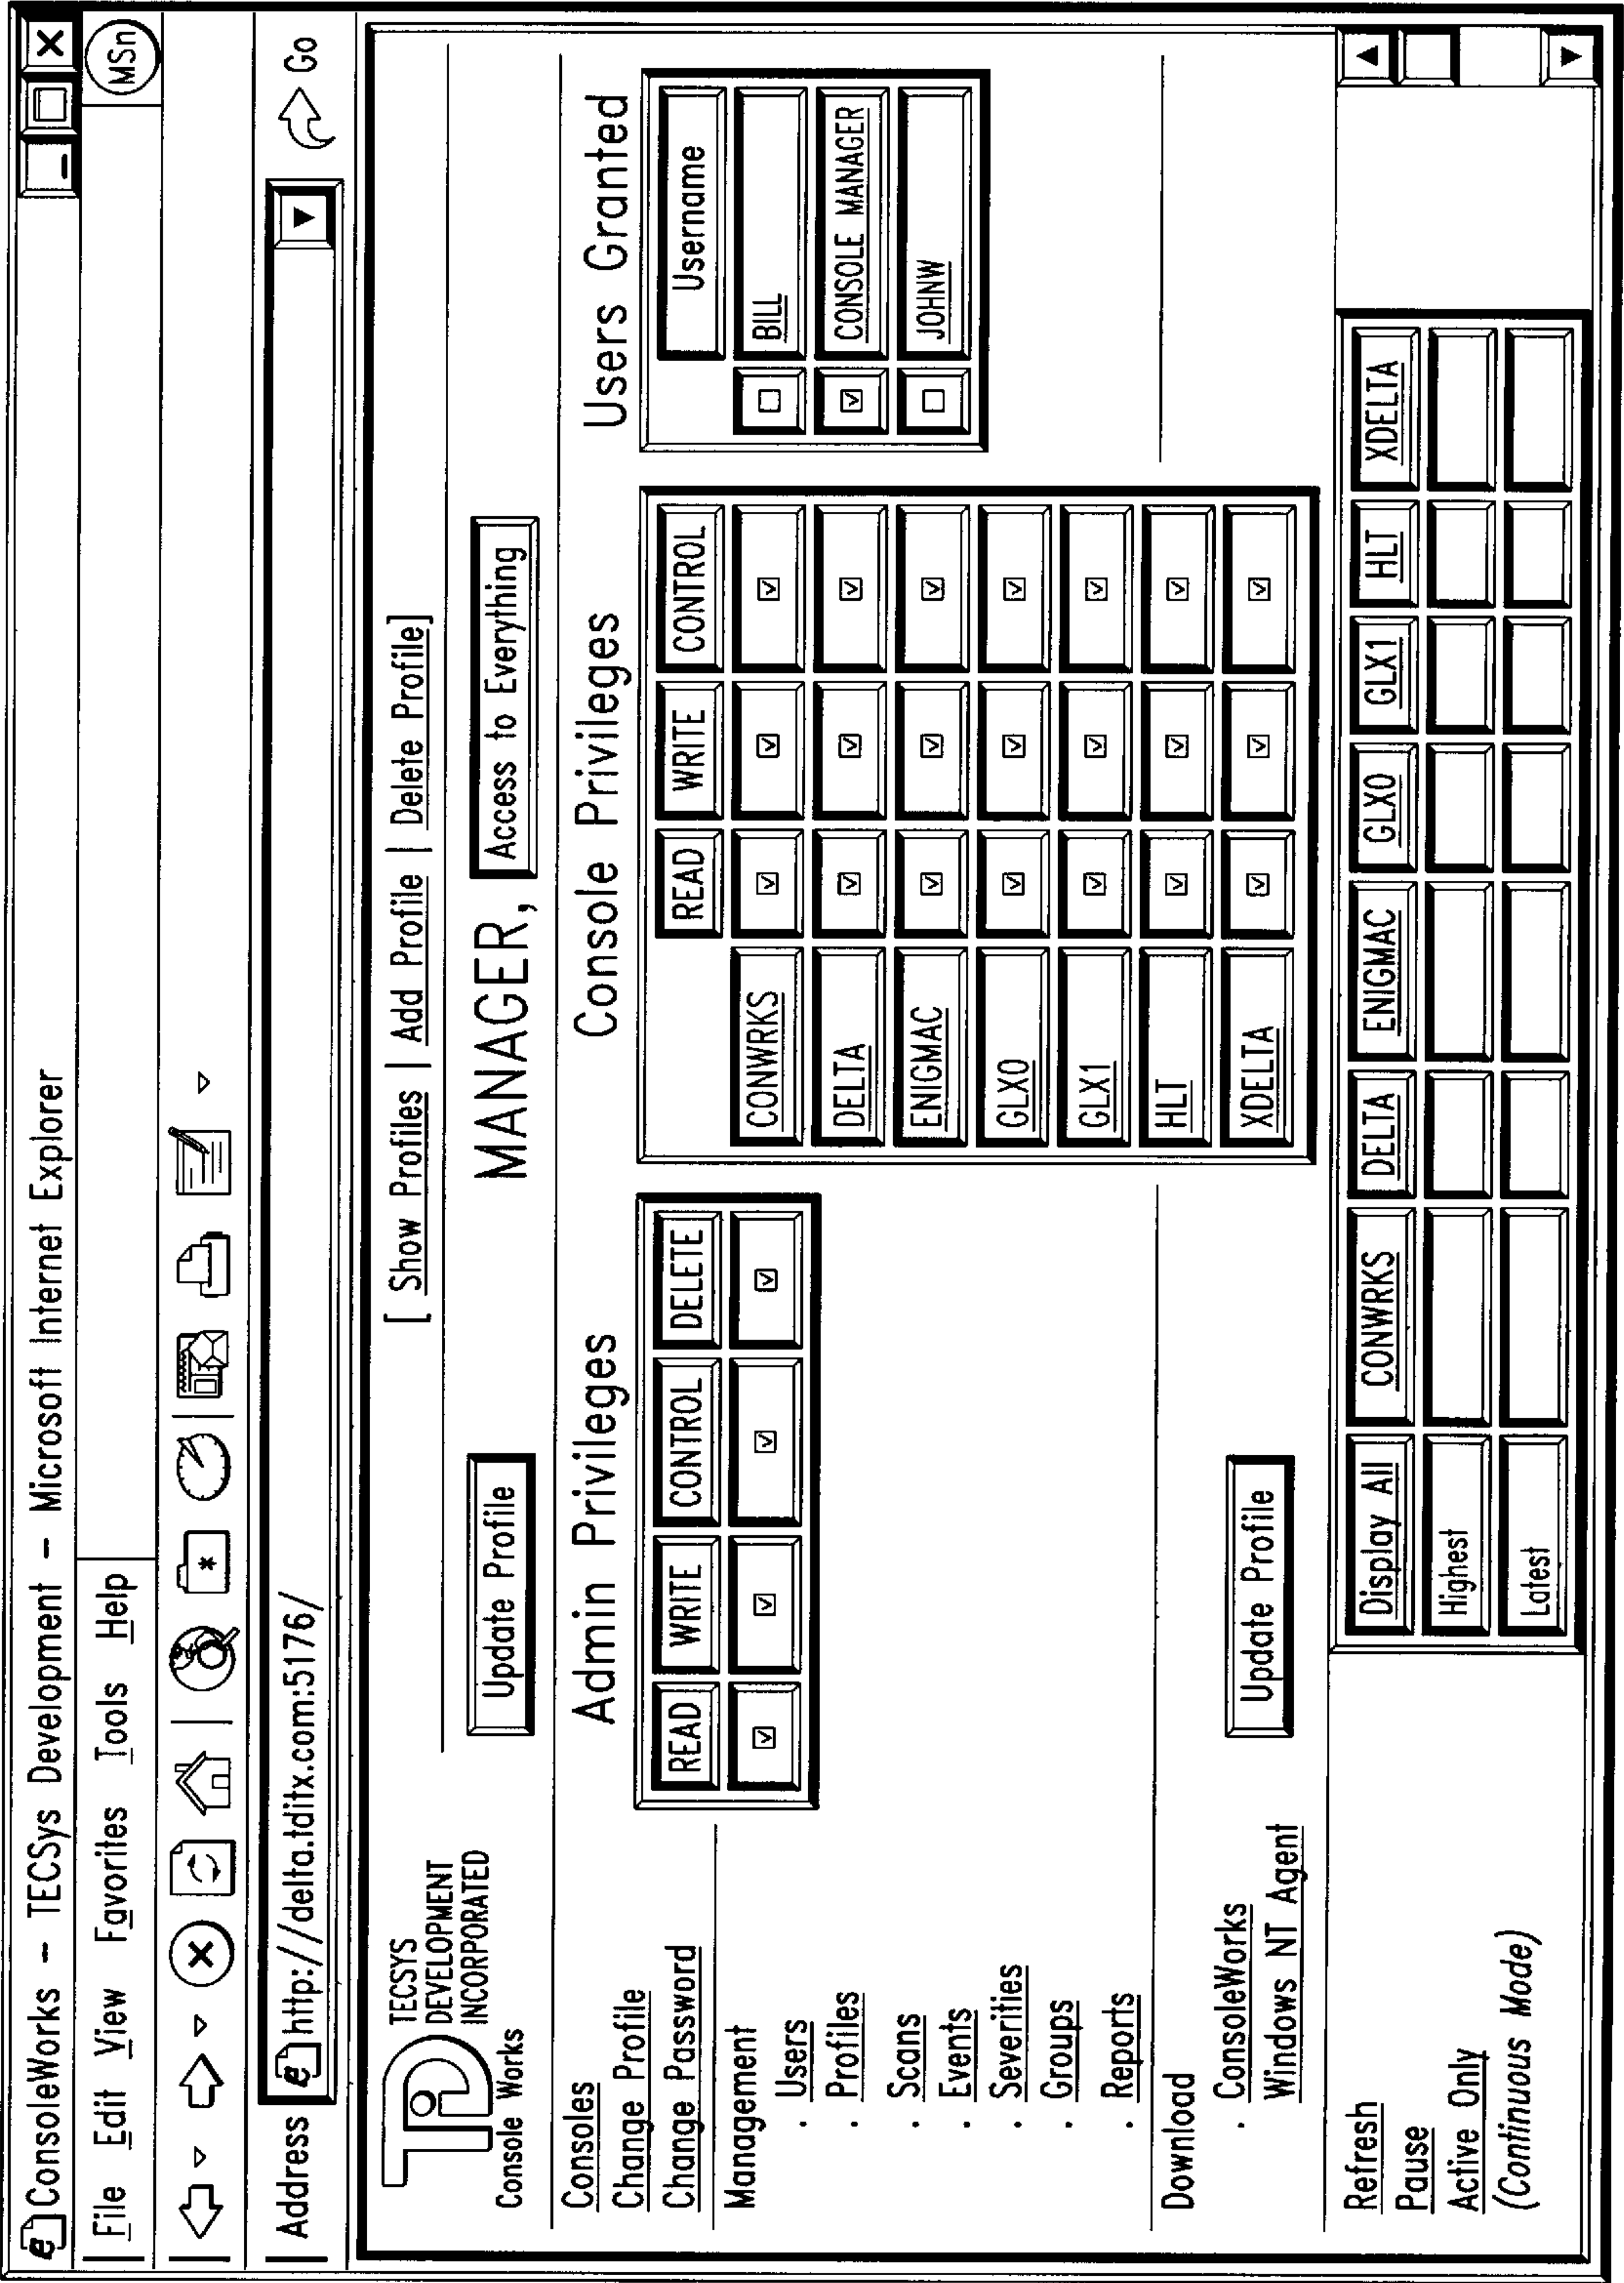 ConsoleWorks – TECSys Development – Microsoft Internet Explorer
File Edit View Favorites Tools Help
MSn
Address http://delta.tditx.com:5176/ Go
TECSYS
DEVELOPMENT
INCORPORATED
Console Works
[ Show Profiles | Add Profile | Delete Profile]
Update Profile MANAGER, Access to Everything
Consoles
Change Profile
Change Password
Management
· Users
· Profiles
· Scans
· Events
· Severities
· Groups
· Reports
Download
· ConsoleWorks
Windows NT Agent
Admin Privileges
READ WRITE CONTROL DELETE
Update Profile
Console Privileges
READ WRITE CONTROL
CONWRKS
DELTA
ENIGMAC
GLX0
GLX1
HLT
XDELTA
Users Granted
Username
BILL
CONSOLE MANAGER
JOHNW
Refresh
Pause
Active Only
(Continuous Mode)
Display All CONWRKS DELTA ENIGMAC GLX0 GLX1 HLT XDELTA
Highest
Latest